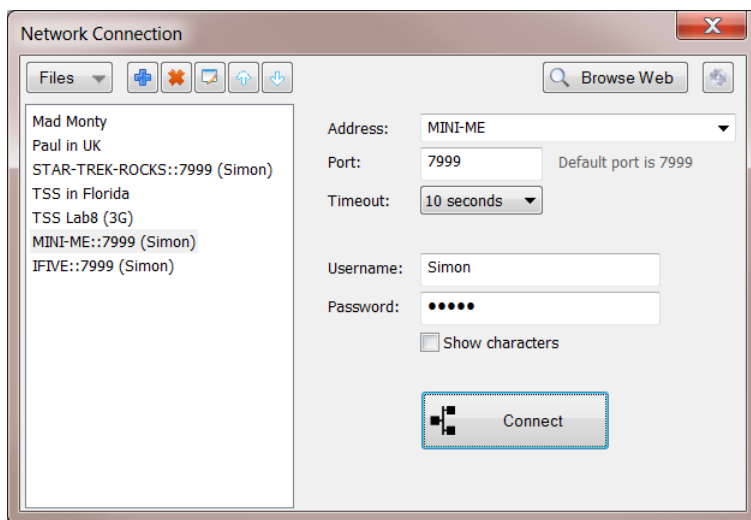 Network Connection
X
Files
Browse Web
Mad Monty
Paul in UK
STAR-TREK-ROCKS::7999 (Simon)
TSS in Florida
TSS Lab8 (3G)
MINI-ME::7999 (Simon)
IFIVE::7999 (Simon)
Address: MINI-ME
Port: 7999 Default port is 7999
Timeout: 10 seconds
Username: Simon
Password: •••••
Show characters
Connect